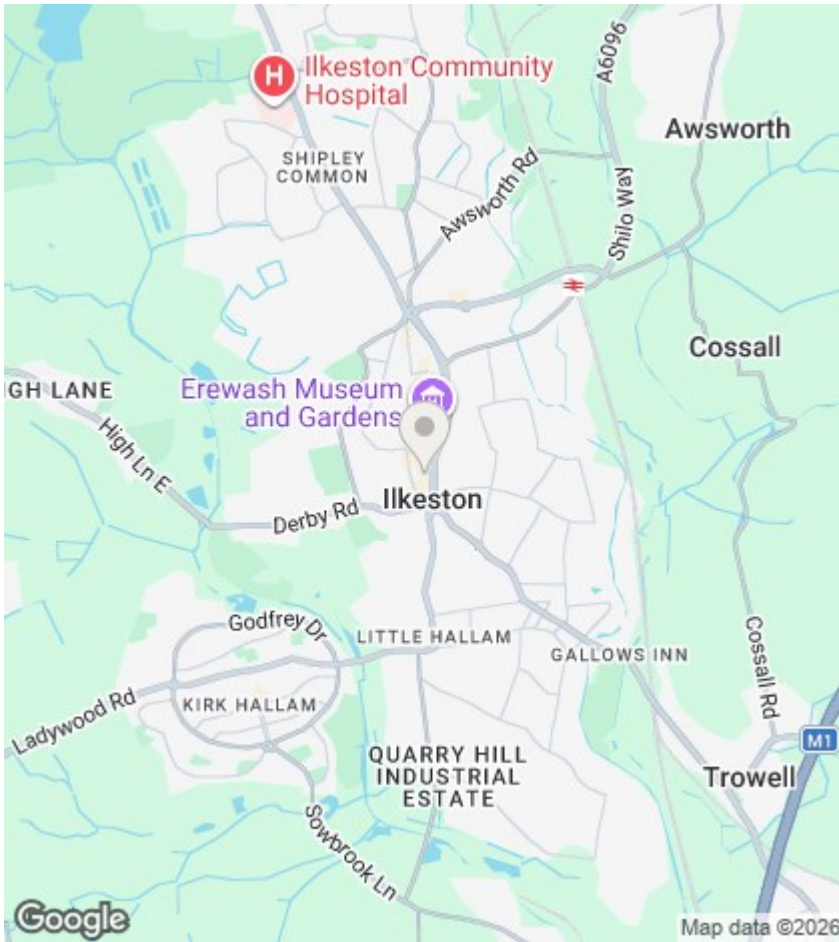 A6096
H
Ilkeston Community
Hospital
Awsworth
SHIPLEY
COMMON
Awsworth Rd
Shilo Way
Cossall
Erewash Museum
and Gardens
IGH LANE
High Ln E
Ilkeston
Derby Rd
Godfrey Dr
LITTLE HALLAM
GALLOWS INN
Cossall Rd
Ladywood Rd
KIRK HALLAM
M1
QUARRY HILL
INDUSTRIAL
ESTATE
Trowell
Sowbrook Ln
Google
Map data ©2026